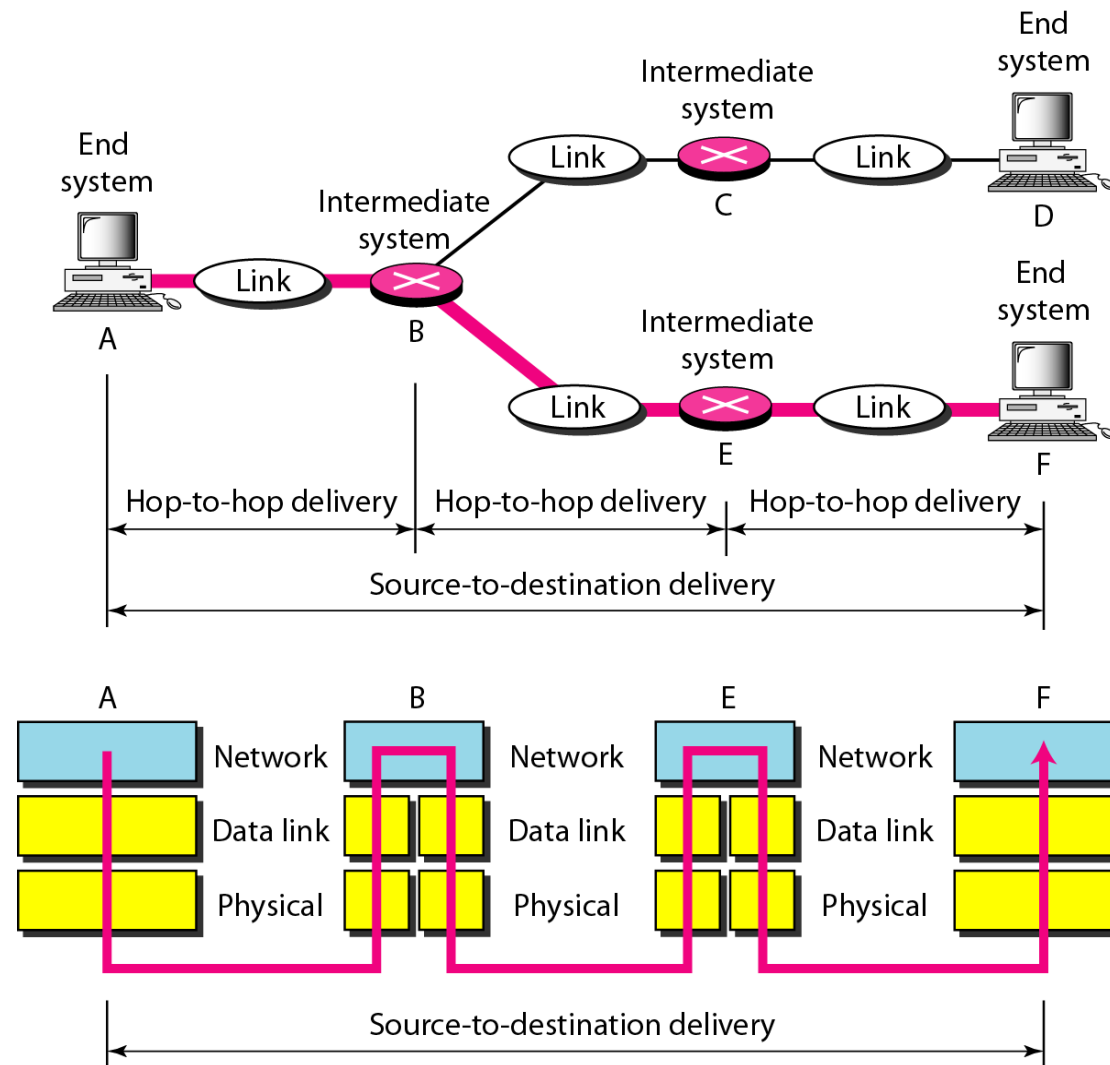 End
system
Intermediate
system
Link
Link
C
D
End
system
Intermediate
system
Link
A
B
End
system
Intermediate
system
Link
Link
E
F
Hop-to-hop delivery
Hop-to-hop delivery
Hop-to-hop delivery
Source-to-destination delivery
A
B
E
F
Network
Network
Network
Data link
Data link
Data link
Physical
Physical
Physical
Source-to-destination delivery